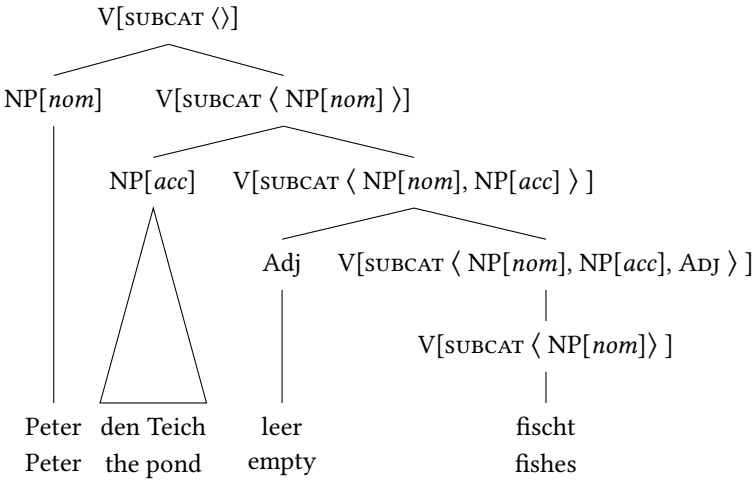 V[SUBCAT ⟨⟩]
NP[nom] V[SUBCAT ⟨ NP[nom] ⟩]
NP[acc] V[SUBCAT ⟨ NP[nom], NP[acc] ⟩ ]
Adj V[SUBCAT ⟨ NP[nom], NP[acc], ADJ ⟩ ]
V[SUBCAT ⟨ NP[nom]⟩ ]
Peter den Teich leer fischt
Peter the pond empty fishes